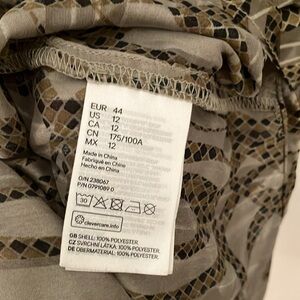 EUR 44
US 12
CA 12
CN 175/100A
MX 12
Made in China
Fabriqué en Chine
Hecho en China
O/N 238067
P/N 0791089 0
30
clevercare.info
GB SHELL: 100% POLYESTER.
CZ SVRCHNÍ LÁTKA: 100% POLYESTER.
DE OBERMATERIAL: 100% POLYESTER.